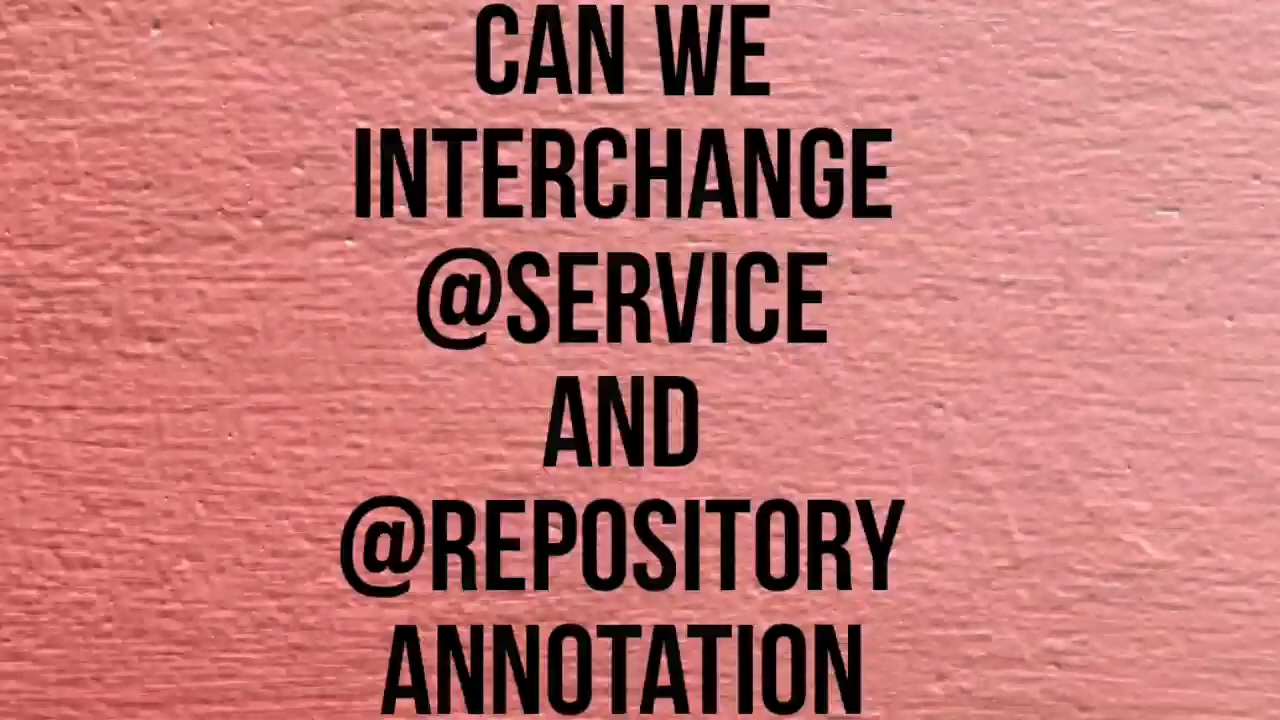 CAN WE
INTERCHANGE
@SERVICE
AND
@REPOSITORY
ANNOTATION